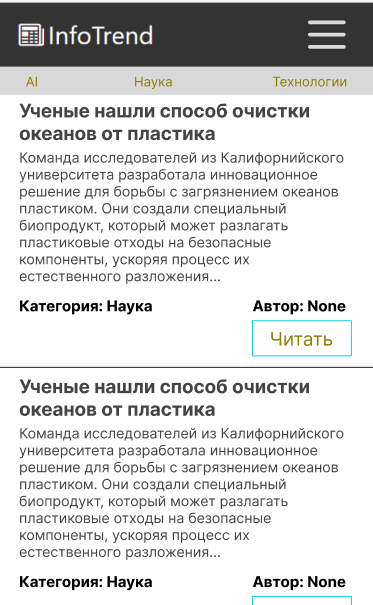 InfoTrend
AI Наука Технологии
Ученые нашли способ очистки
океанов от пластика
Команда исследователей из Калифорнийского
университета разработала инновационное
решение для борьбы с загрязнением океанов
пластиком. Они создали специальный
биопродукт, который может разлагать
пластиковые отходы на безопасные
компоненты, ускоряя процесс их
естественного разложения...
Категория: Наука Автор: None
Читать
Ученые нашли способ очистки
океанов от пластика
Команда исследователей из Калифорнийского
университета разработала инновационное
решение для борьбы с загрязнением океанов
пластиком. Они создали специальный
биопродукт, который может разлагать
пластиковые отходы на безопасные
компоненты, ускоряя процесс их
естественного разложения...
Категория: Наука Автор: None